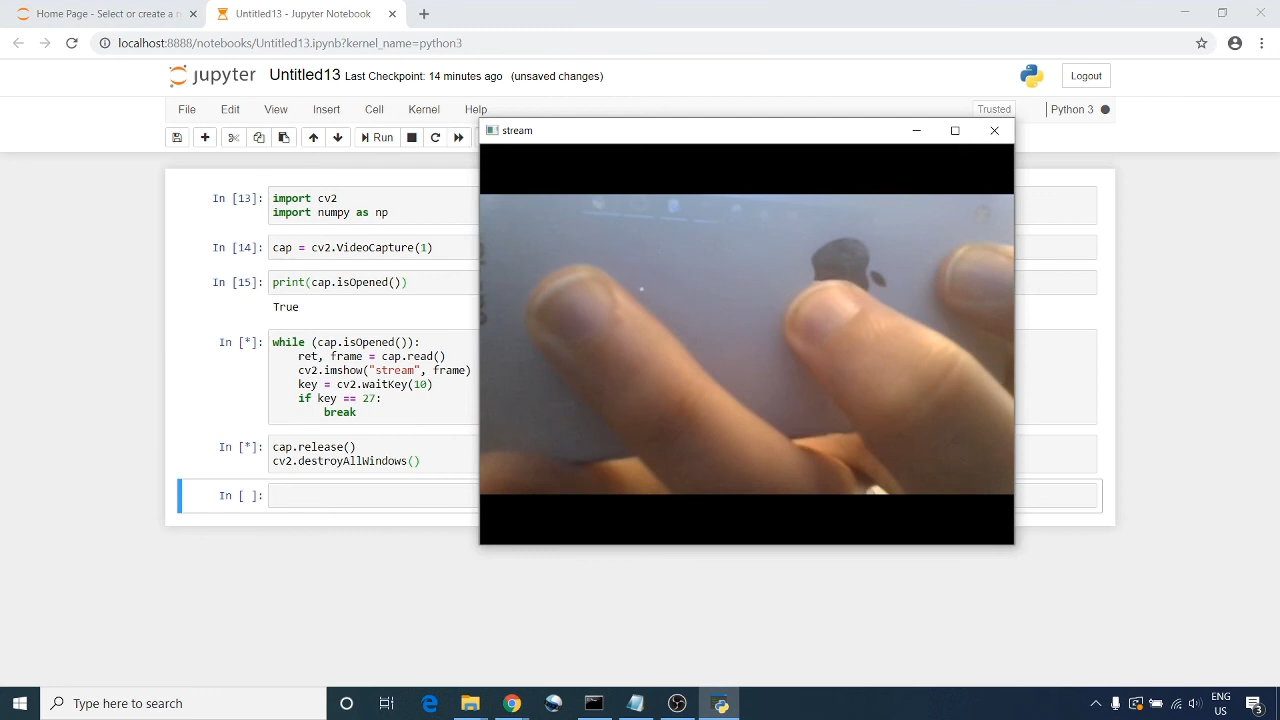 Home Page - Select or create a n
Untitled13 - Jupyter Notebook
localhost:8888/notebooks/Untitled13.ipynb?kernel_name=python3
jupyter Untitled13 Last Checkpoint: 14 minutes ago (unsaved changes)
Logout
File Edit View Insert Cell Kernel Help
Trusted
Python 3
Run
stream
In [13]: import cv2
import numpy as np
In [14]: cap = cv2.VideoCapture(1)
In [15]: print(cap.isOpened())
True
In [*]: while (cap.isOpened()):
ret, frame = cap.read()
cv2.imshow("stream", frame)
key = cv2.waitKey(10)
if key == 27:
break
In [*]: cap.release()
cv2.destroyAllWindows()
In [ ]:
Type here to search
ENG
US
3